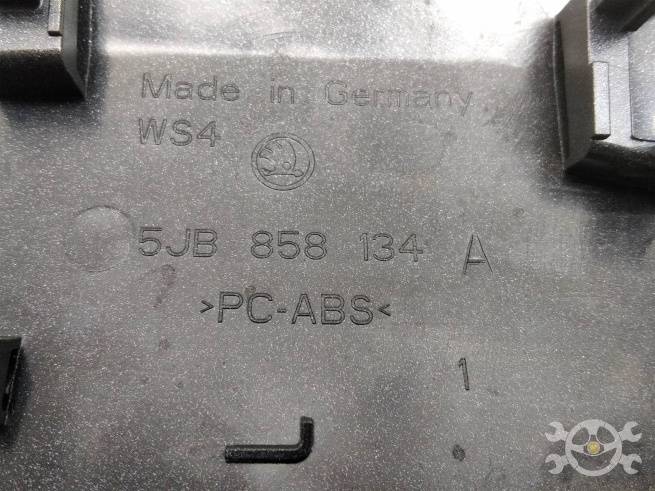 Made in Germany
WS4
5JB 858 134 A
>PC-ABS<
1